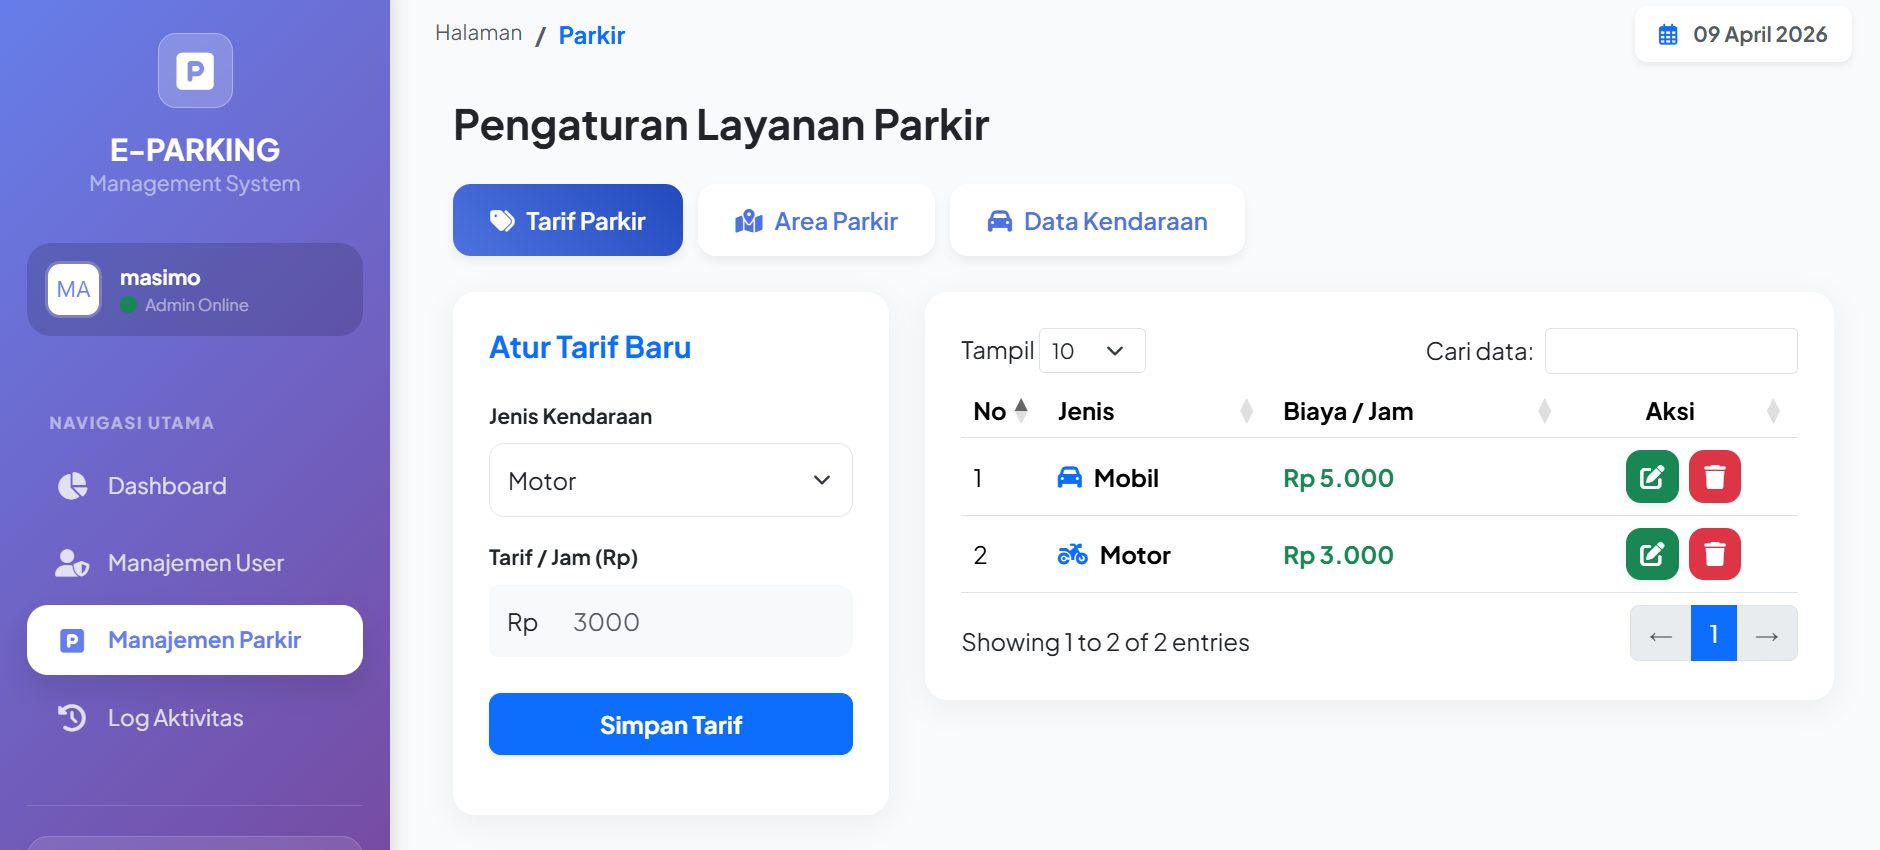 P
E-PARKING
Management System
MA
masimo
Admin Online
NAVIGASI UTAMA
Dashboard
Manajemen User
P
Manajemen Parkir
Log Aktivitas
Halaman / Parkir
09 April 2026
Pengaturan Layanan Parkir
Tarif Parkir
Area Parkir
Data Kendaraan
Atur Tarif Baru
Jenis Kendaraan
Motor
Tarif / Jam (Rp)
Rp 3000
Simpan Tarif
Tampil 10
Cari data:
No Jenis Biaya / Jam Aksi
1 Mobil Rp 5.000
2 Motor Rp 3.000
Showing 1 to 2 of 2 entries
← 1 →